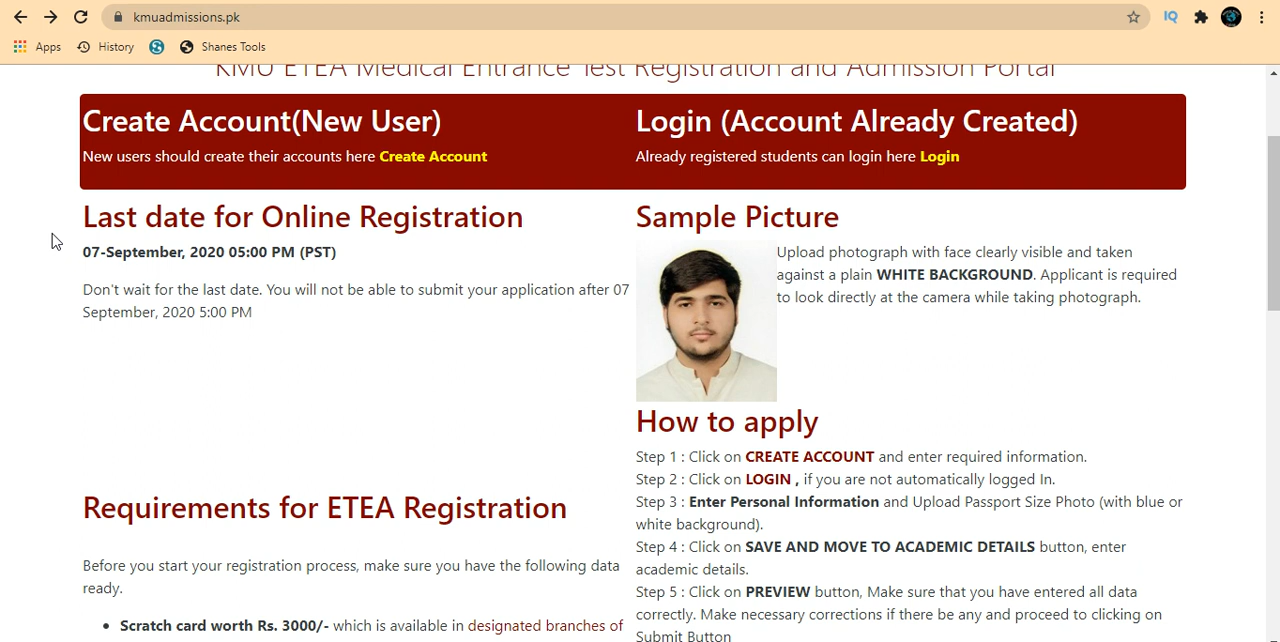 kmuadmissions.pk
IQ
Apps
History
Shanes Tools
KMU ETEA Medical Entrance Test Registration and Admission Portal
Create Account(New User)
New users should create their accounts here Create Account
Login (Account Already Created)
Already registered students can login here Login
Last date for Online Registration
07-September, 2020 05:00 PM (PST)
Don't wait for the last date. You will not be able to submit your application after 07
September, 2020 5:00 PM
Requirements for ETEA Registration
Before you start your registration process, make sure you have the following data
ready.
• Scratch card worth Rs. 3000/- which is available in designated branches of
Sample Picture
Upload photograph with face clearly visible and taken
against a plain WHITE BACKGROUND. Applicant is required
to look directly at the camera while taking photograph.
How to apply
Step 1 : Click on CREATE ACCOUNT and enter required information.
Step 2 : Click on LOGIN , if you are not automatically logged In.
Step 3 : Enter Personal Information and Upload Passport Size Photo (with blue or
white background).
Step 4 : Click on SAVE AND MOVE TO ACADEMIC DETAILS button, enter
academic details.
Step 5 : Click on PREVIEW button, Make sure that you have entered all data
correctly. Make necessary corrections if there be any and proceed to clicking on
Submit Button